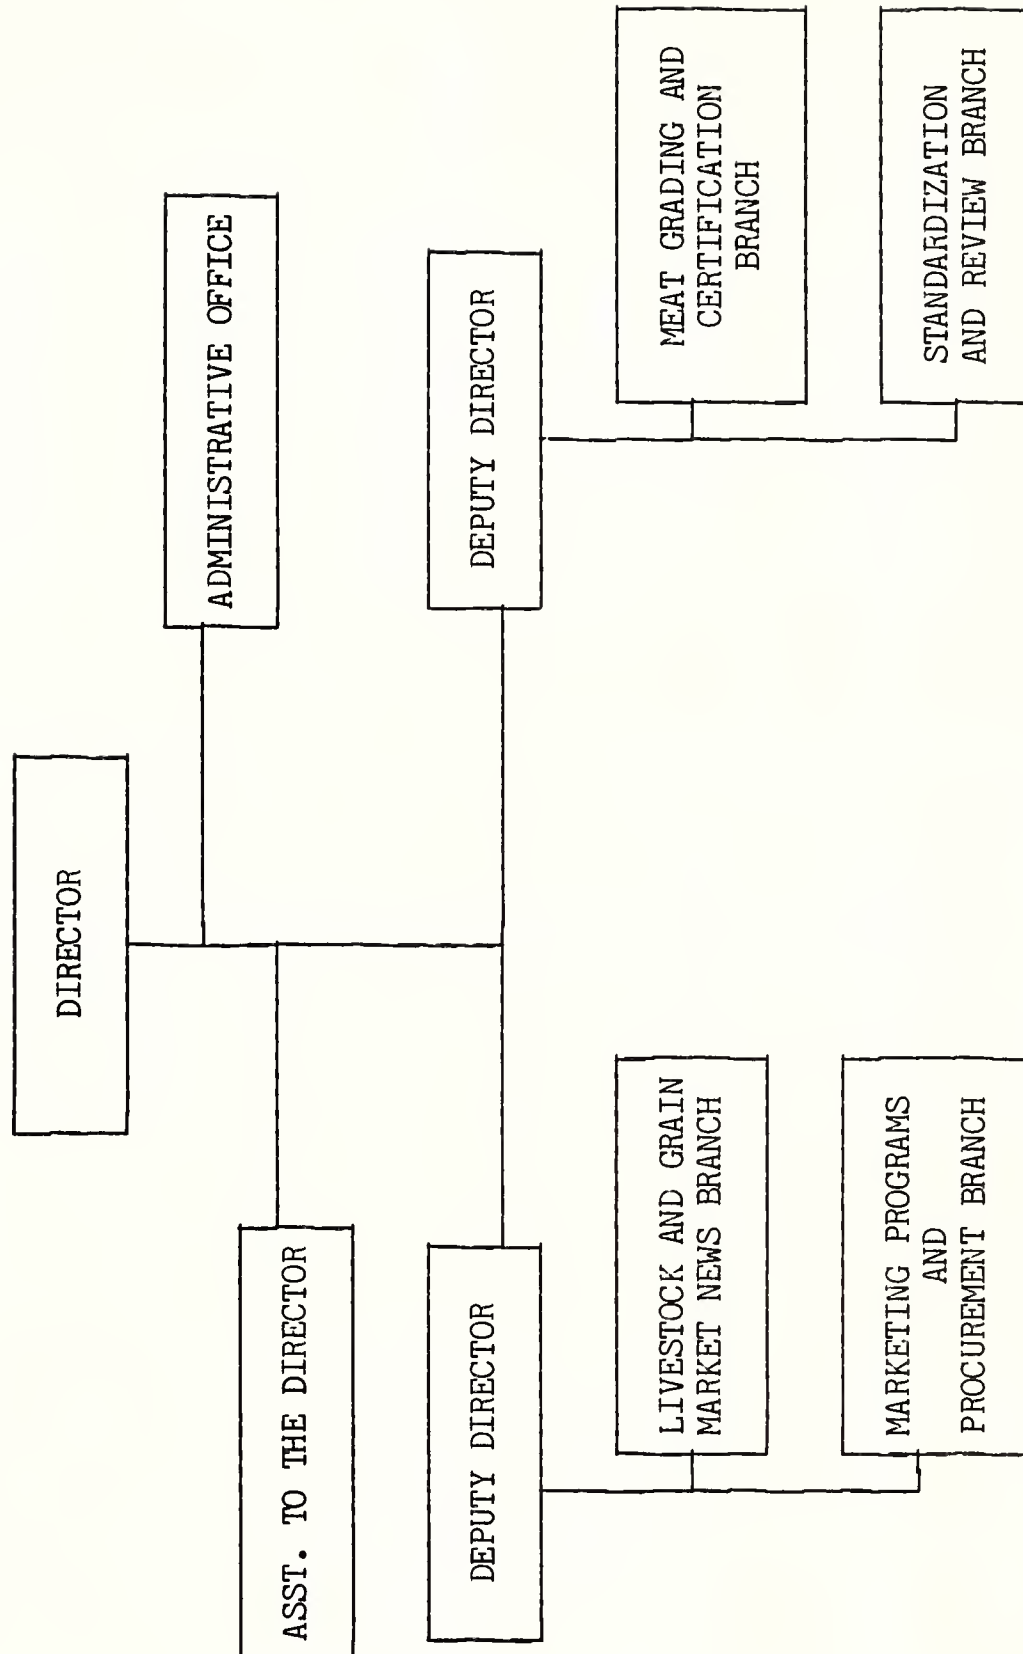 DIRECTOR
ADMINISTRATIVE OFFICE
ASST. TO THE DIRECTOR
DEPUTY DIRECTOR
DEPUTY DIRECTOR
LIVESTOCK AND GRAIN
MARKET NEWS BRANCH
MEAT GRADING AND
CERTIFICATION
BRANCH
MARKETING PROGRAMS
AND
PROCUREMENT BRANCH
STANDARDIZATION
AND REVIEW BRANCH